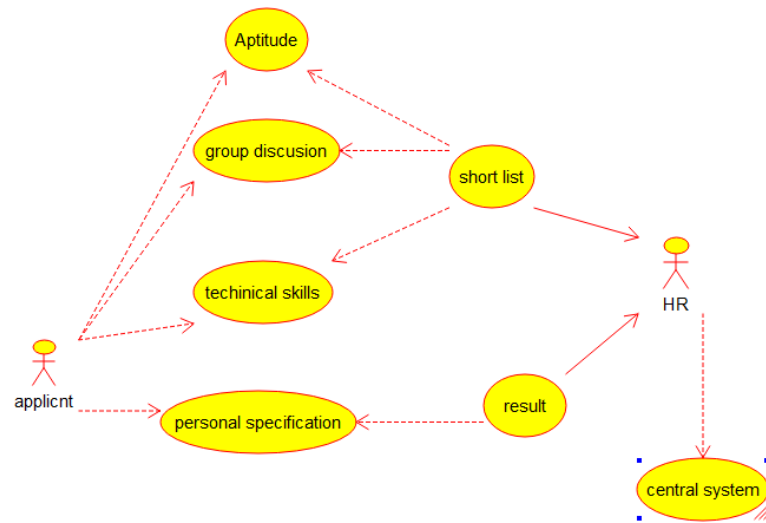 Aptitude
group discusion
short list
techinical skills
HR
applicnt
personal specification
result
central system